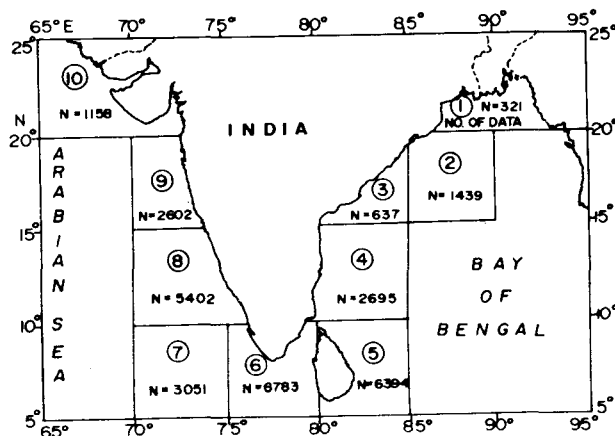 65°E 70° 75° 80° 85° 90° 95°
25° 25°
10
N=1158
N
INDIA
1 N=321
NO. OF DATA
20° 20°
ARABIAN SEA
9
N=2602
3
N=637
2
N=1439
15° 15°
8
N=5402
4
N=2695
BAY
OF
BENGAL
10° 10°
7
N=3051
6
N=6783
5
N=6394
5° 5°
70° 75° 80° 85° 90° 95°